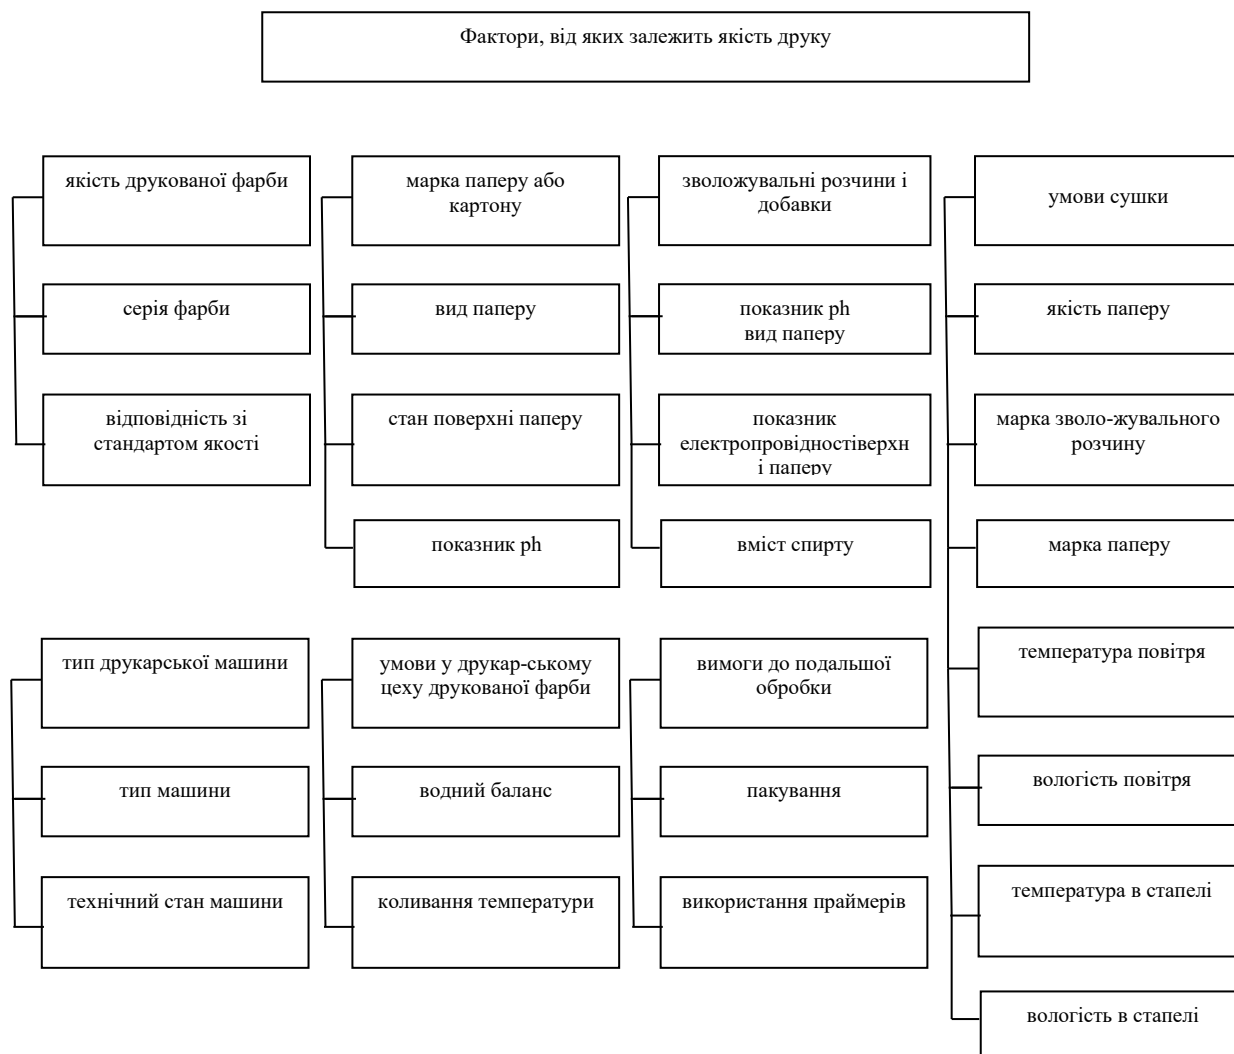 Фактори, від яких залежить якість друку
якість друкованої фарби
серія фарби
відповідність зі
стандартом якості
марка паперу або
картону
вид паперу
стан поверхні паперу
показник ph
зволожувальні розчини і
добавки
показник ph
вид паперу
показник
електропровідностіверхн
і паперу
вміст спирту
умови сушки
якість паперу
марка зволо-жувального
розчину
марка паперу
температура повітря
вологість повітря
температура в стапелі
вологість в стапелі
тип друкарської машини
тип машини
технічний стан машини
умови у друкар-ському
цеху друкованої фарби
водний баланс
коливання температури
вимоги до подальшої
обробки
пакування
використання праймерів